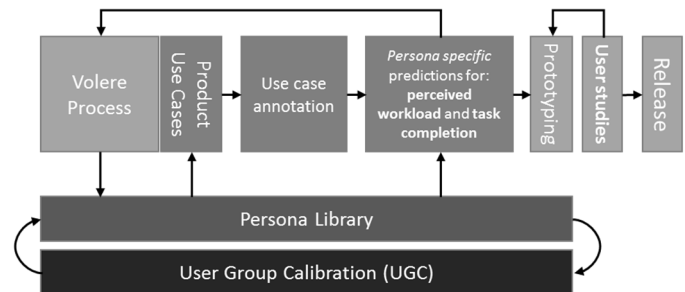 Volere
Process
Product
Use Cases
Use case
annotation
Persona specific
predictions for:
perceived
workload and task
completion
Prototyping
User studies
Release
Persona Library
User Group Calibration (UGC)